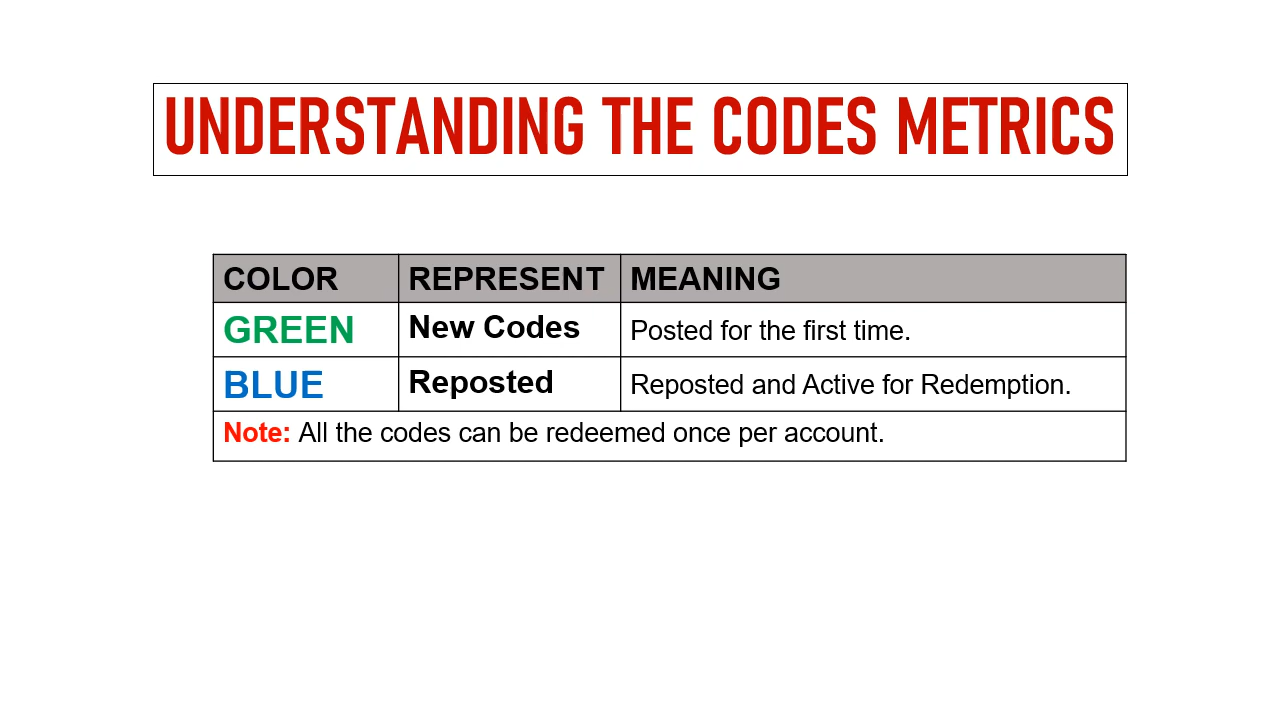 UNDERSTANDING THE CODES METRICS
COLOR REPRESENT MEANING
GREEN New Codes Posted for the first time.
BLUE Reposted Reposted and Active for Redemption.
Note: All the codes can be redeemed once per account.